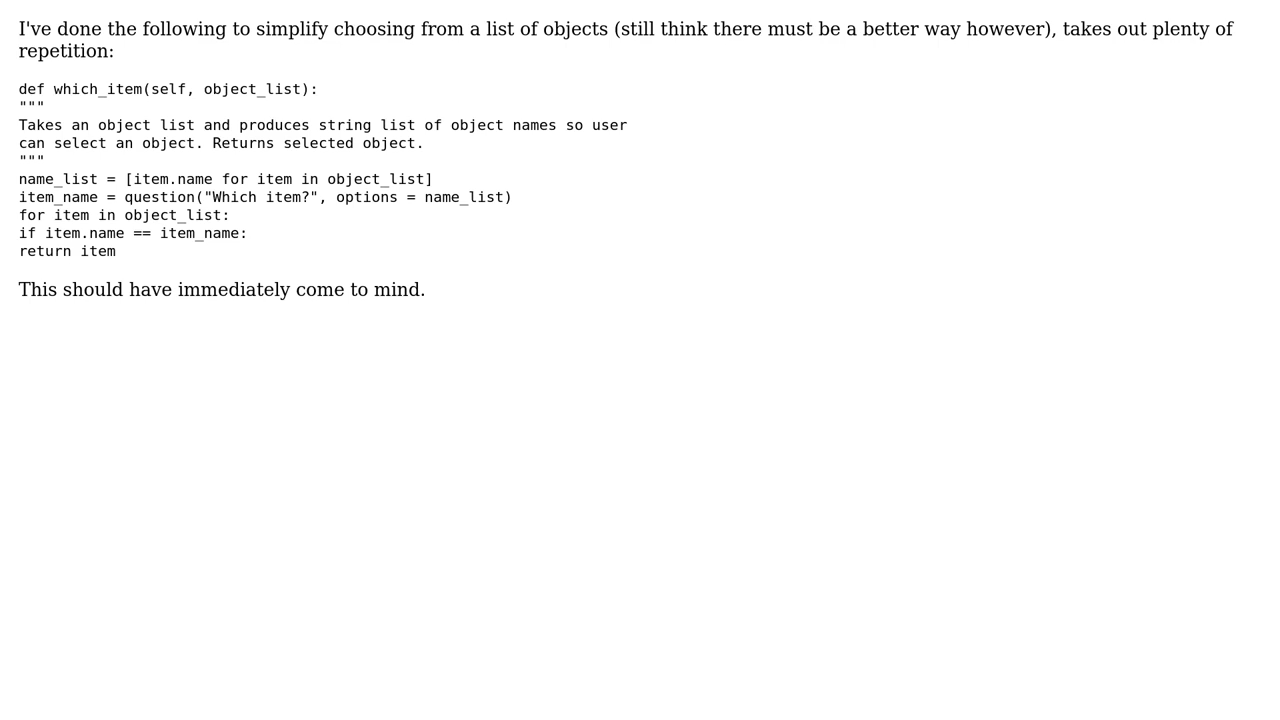 I've done the following to simplify choosing from a list of objects (still think there must be a better way however), takes out plenty of
repetition:
def which_item(self, object_list):
"""
Takes an object list and produces string list of object names so user
can select an object. Returns selected object.
"""
name_list = [item.name for item in object_list]
item_name = question("Which item?", options = name_list)
for item in object_list:
if item.name == item_name:
return item
This should have immediately come to mind.